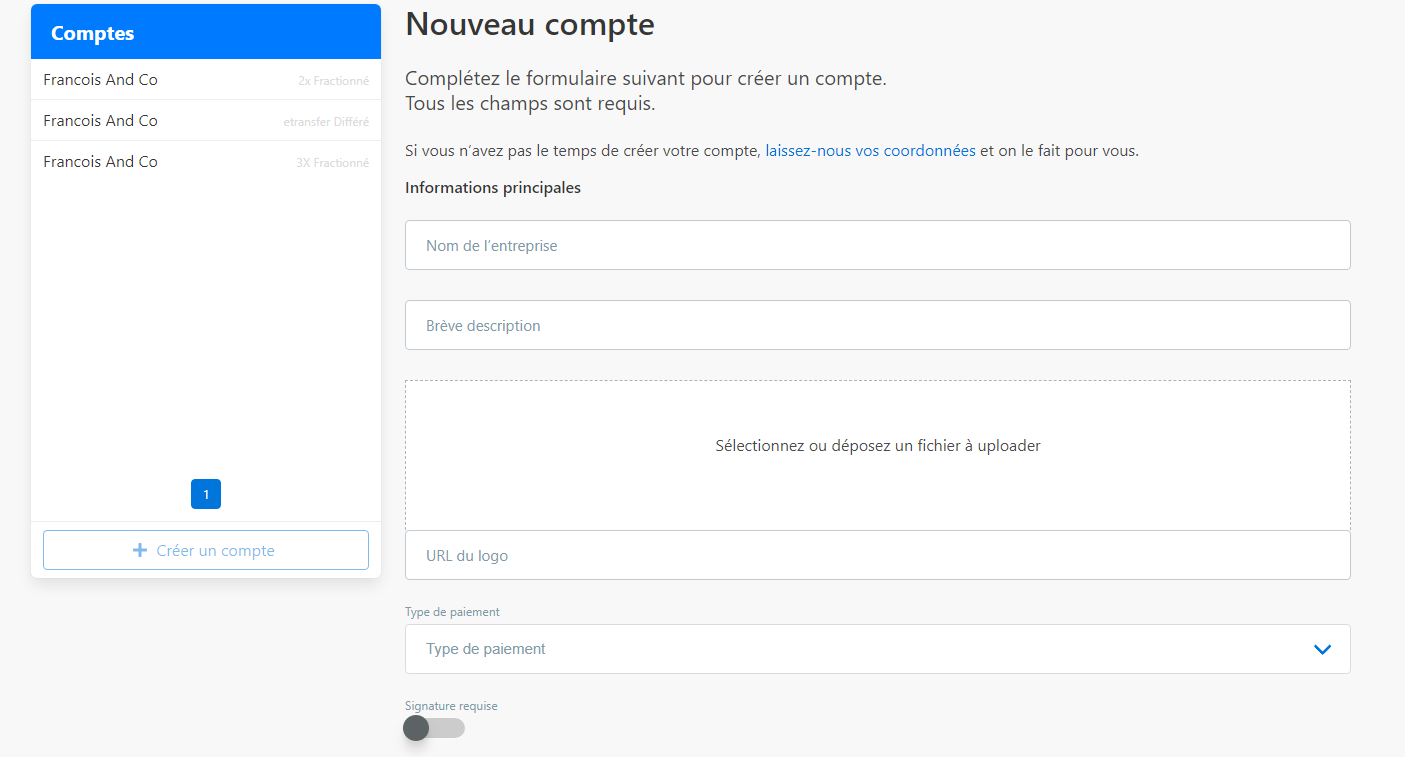 Comptes
Francois And Co 2x Fractionné
Francois And Co etransfer Différé
Francois And Co 3X Fractionné
1
Créer un compte
Nouveau compte
Complétez le formulaire suivant pour créer un compte.
Tous les champs sont requis.
Si vous n’avez pas le temps de créer votre compte, laissez-nous vos coordonnées et on le fait pour vous.
Informations principales
Nom de l’entreprise
Brève description
Sélectionnez ou déposez un fichier à uploader
URL du logo
Type de paiement
Type de paiement
Signature requise